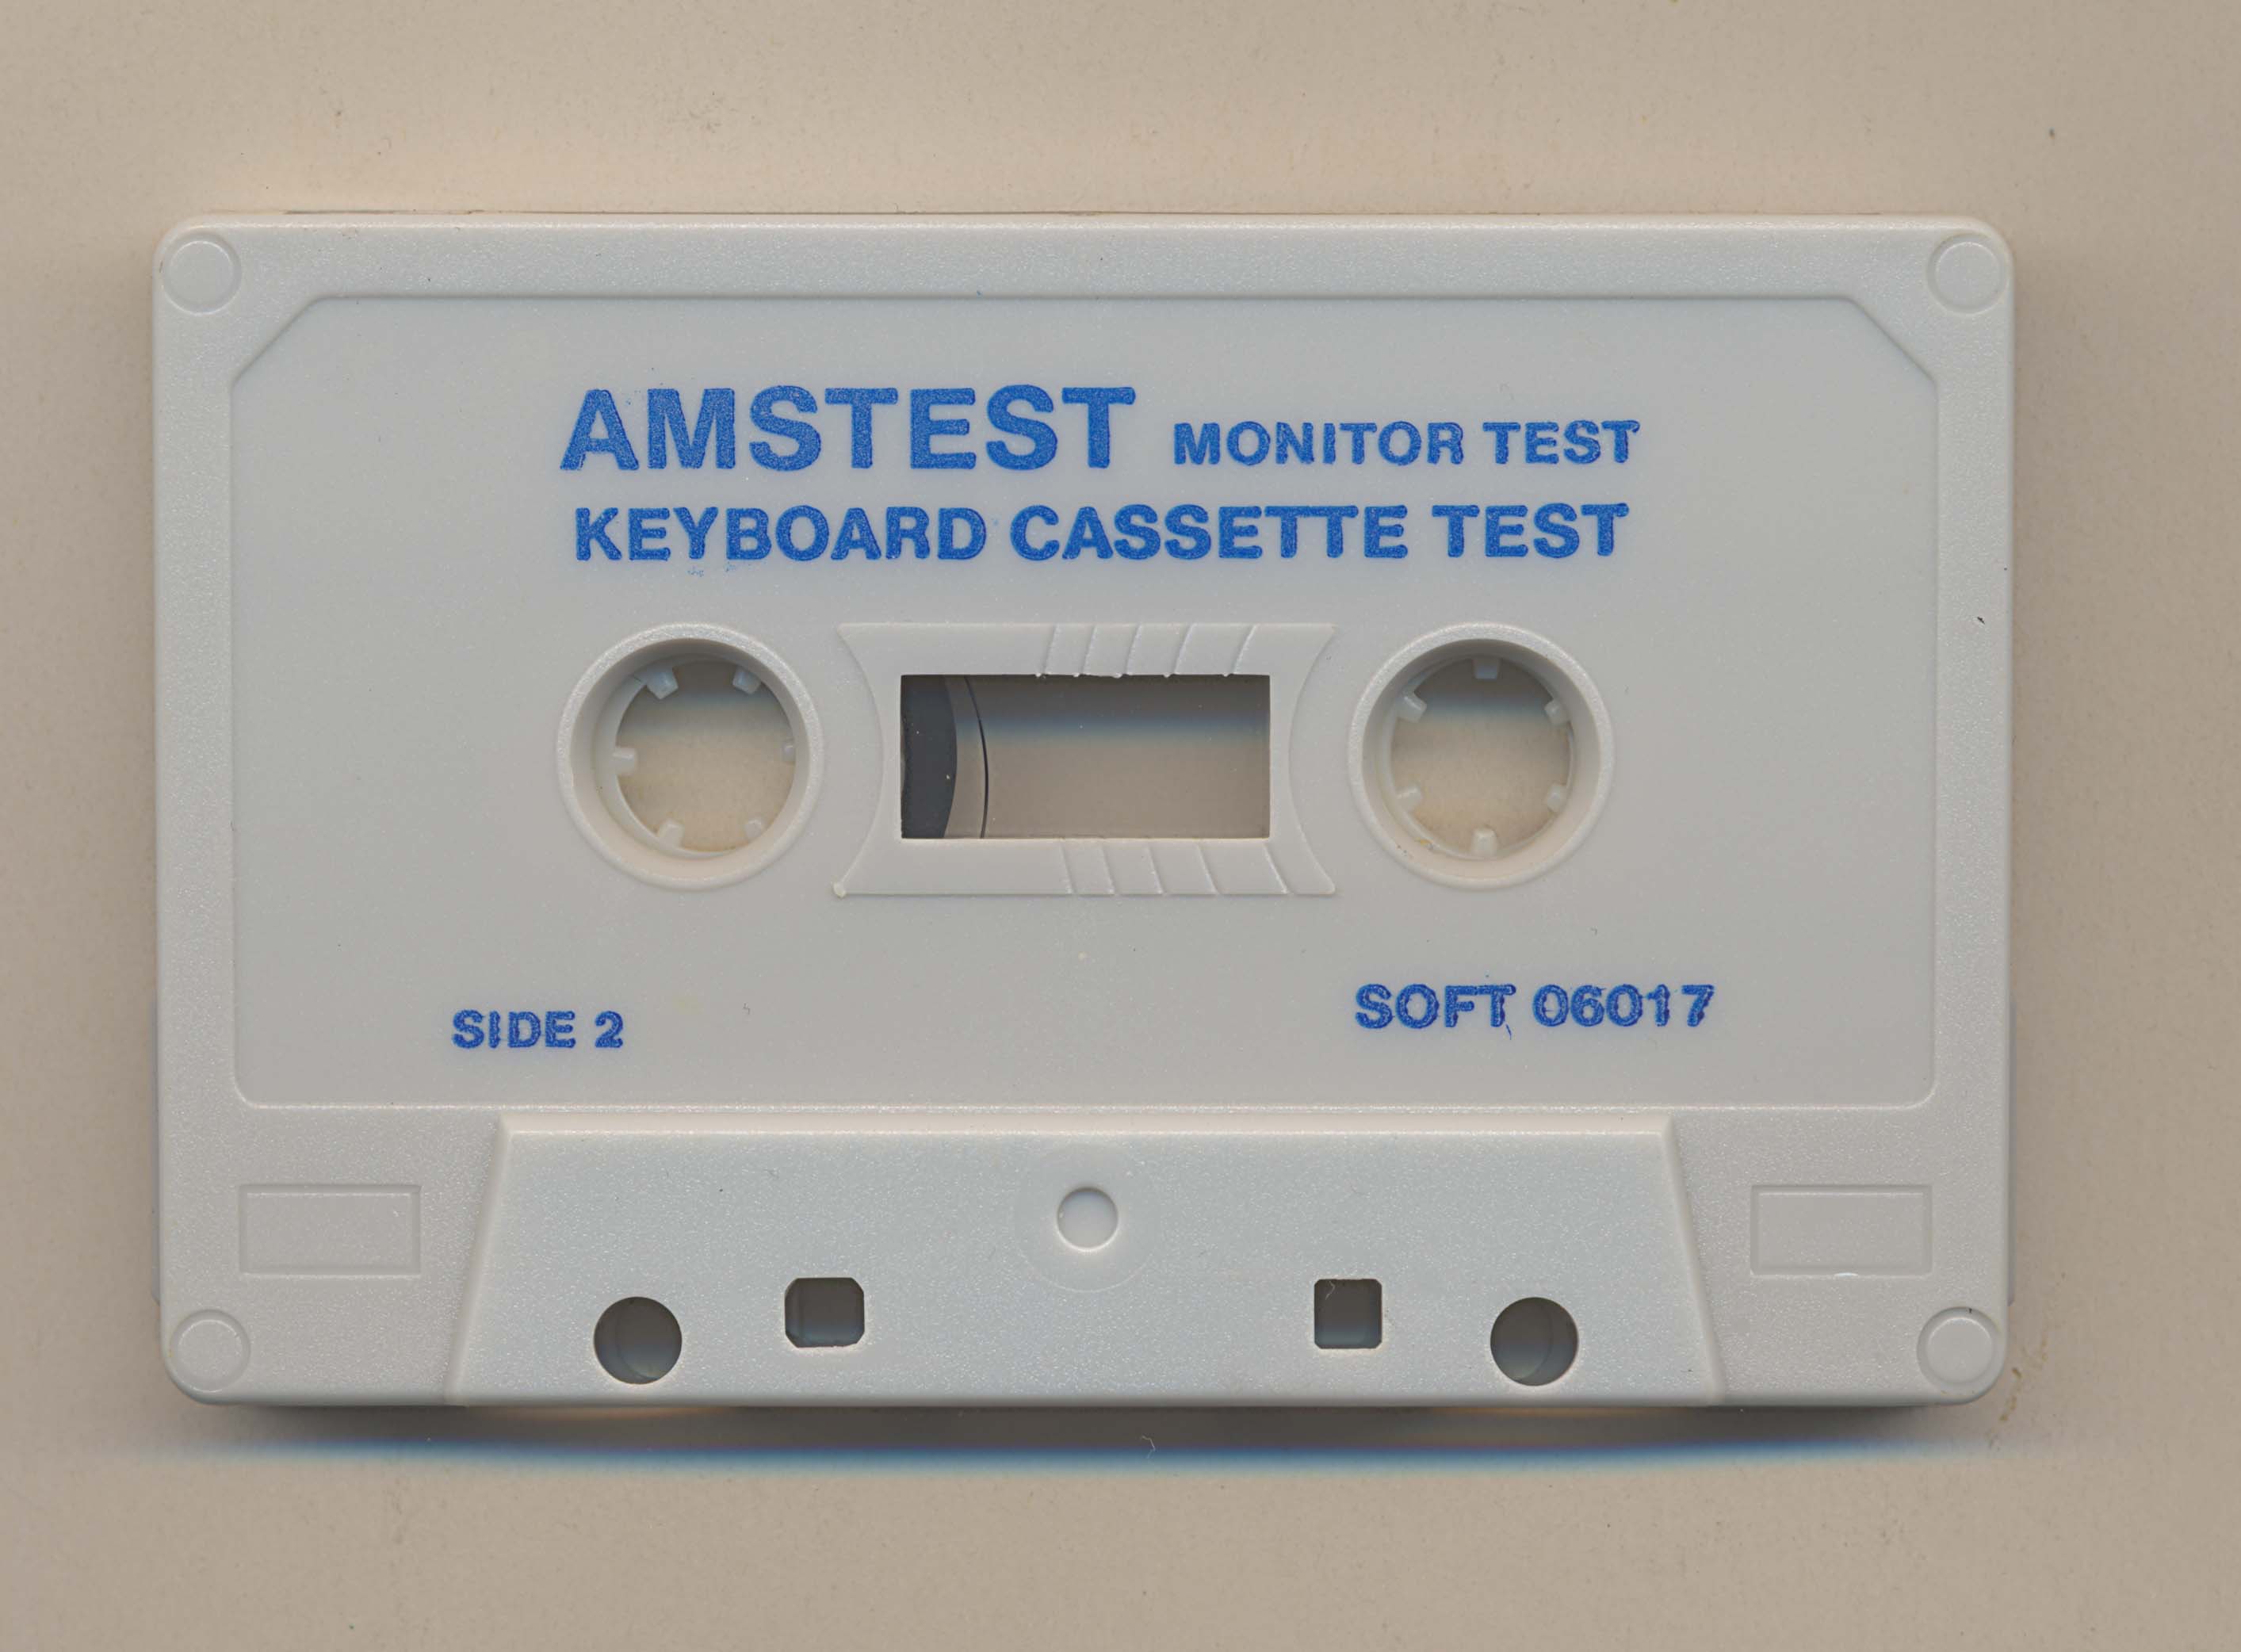 AMSTEST MONITOR TEST
KEYBOARD CASSETTE TEST
SIDE 2
SOFT 06017